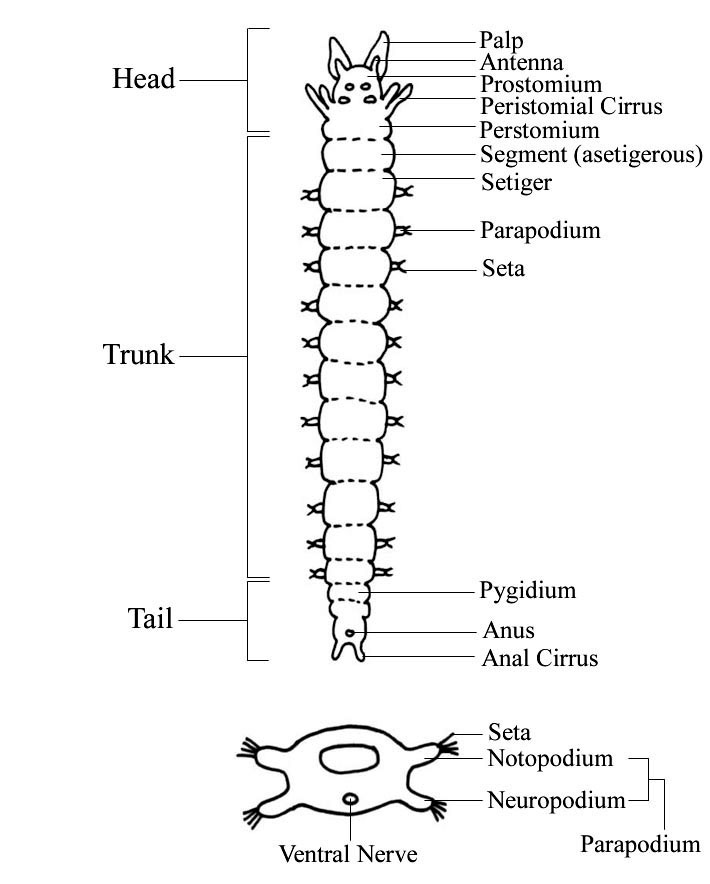 Palp
Antenna
Head
Prostomium
Peristomial Cirrus
Perstomium
Segment (asetigerous)
Setiger
Parapodium
Seta
Trunk
Pygidium
Tail
Anus
Anal Cirrus
Seta
Notopodium
Neuropodium
Parapodium
Ventral Nerve